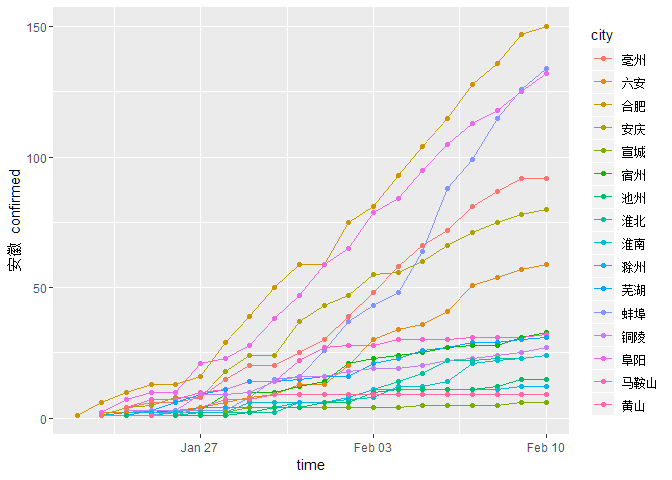 150
100
50
0
安徽 confirmed
Jan 27
Feb 03
Feb 10
time
city
亳州
六安
合肥
安庆
宣城
宿州
池州
淮北
淮南
滁州
芜湖
蚌埠
铜陵
阜阳
马鞍山
黄山